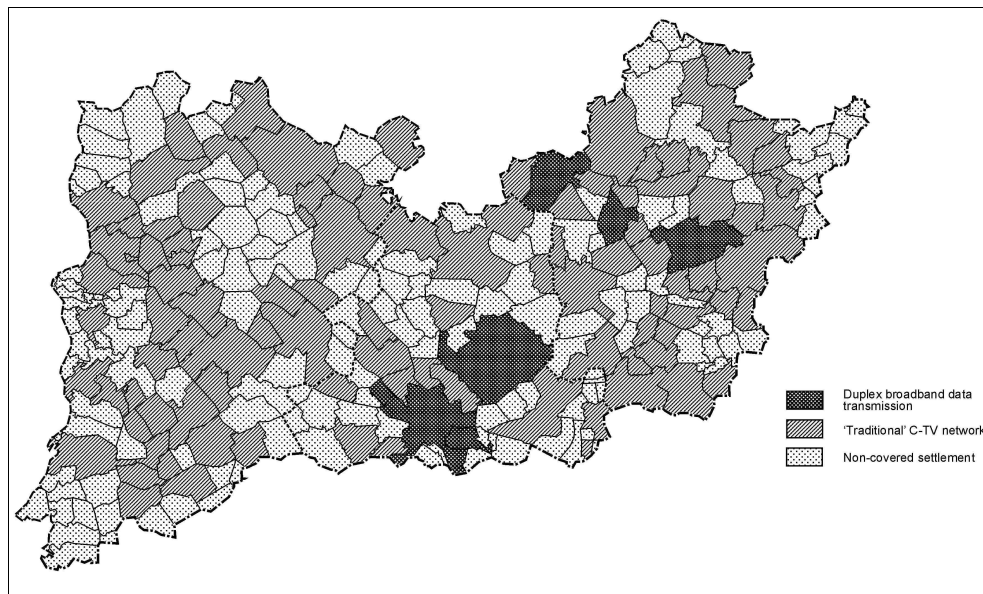 Duplex broadband data
transmission
'Traditional' C-TV network
Non-covered settlement